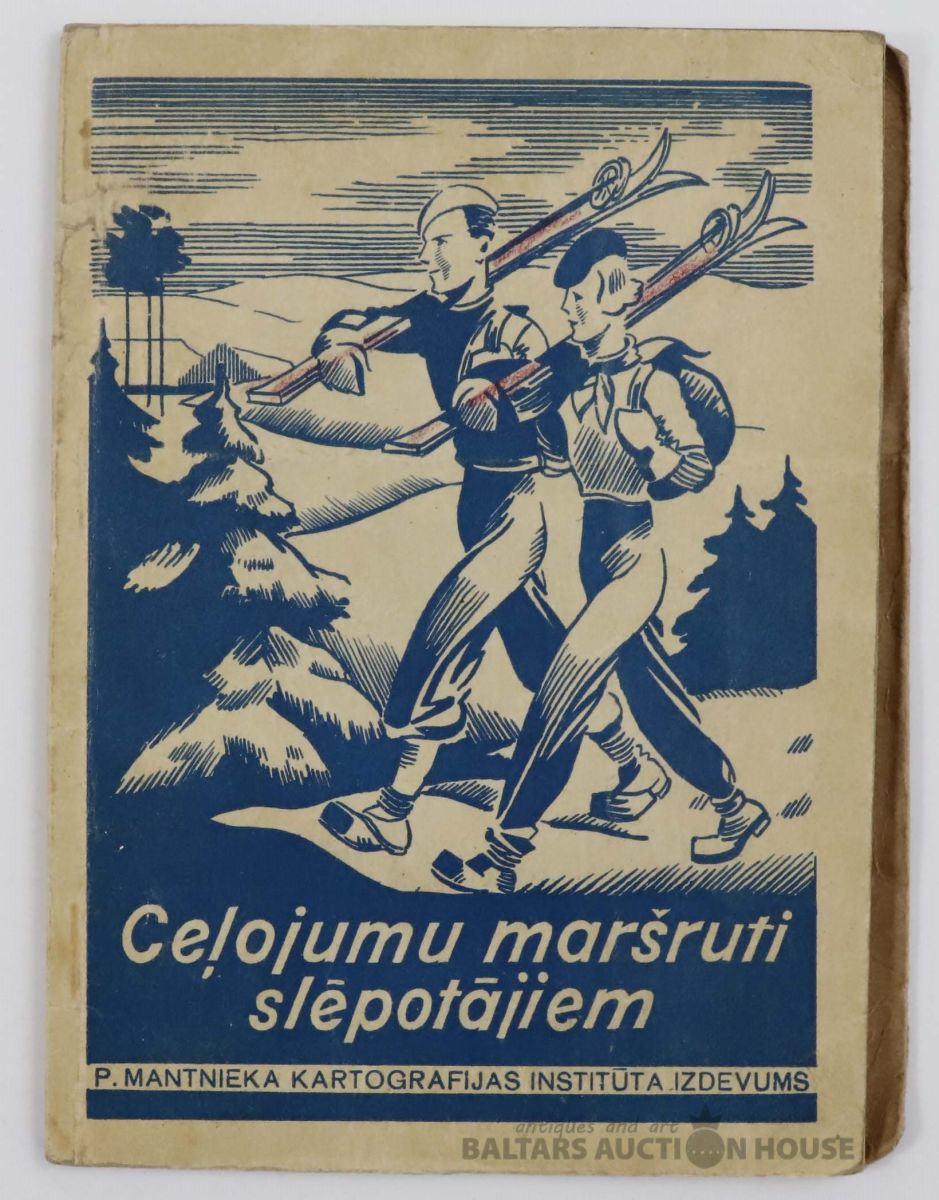 Ceļojumu maršruti
slēpotājiem
P. MANTNIEKA KARTOGRAFIJAS INSTITŪTA IZDEVUMS
antiques and art
BALTARS AUCTION HOUSE